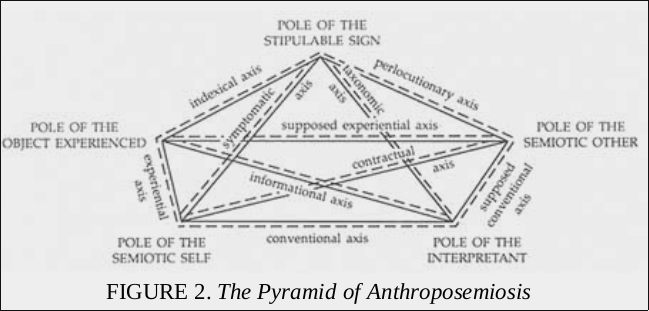 POLE OF THE
STIPULABLE SIGN
indexical axis
symptomatic
axis
taxonomic
axis
perlocutionary axis
POLE OF THE
OBJECT EXPERIENCED
supposed experiential axis
POLE OF THE
SEMIOTIC OTHER
experiential
axis
contractual
axis
informational axis
supposed
conventional
axis
POLE OF THE
SEMIOTIC SELF
conventional axis
POLE OF THE
INTERPRETANT
FIGURE 2. The Pyramid of Anthroposemiosis